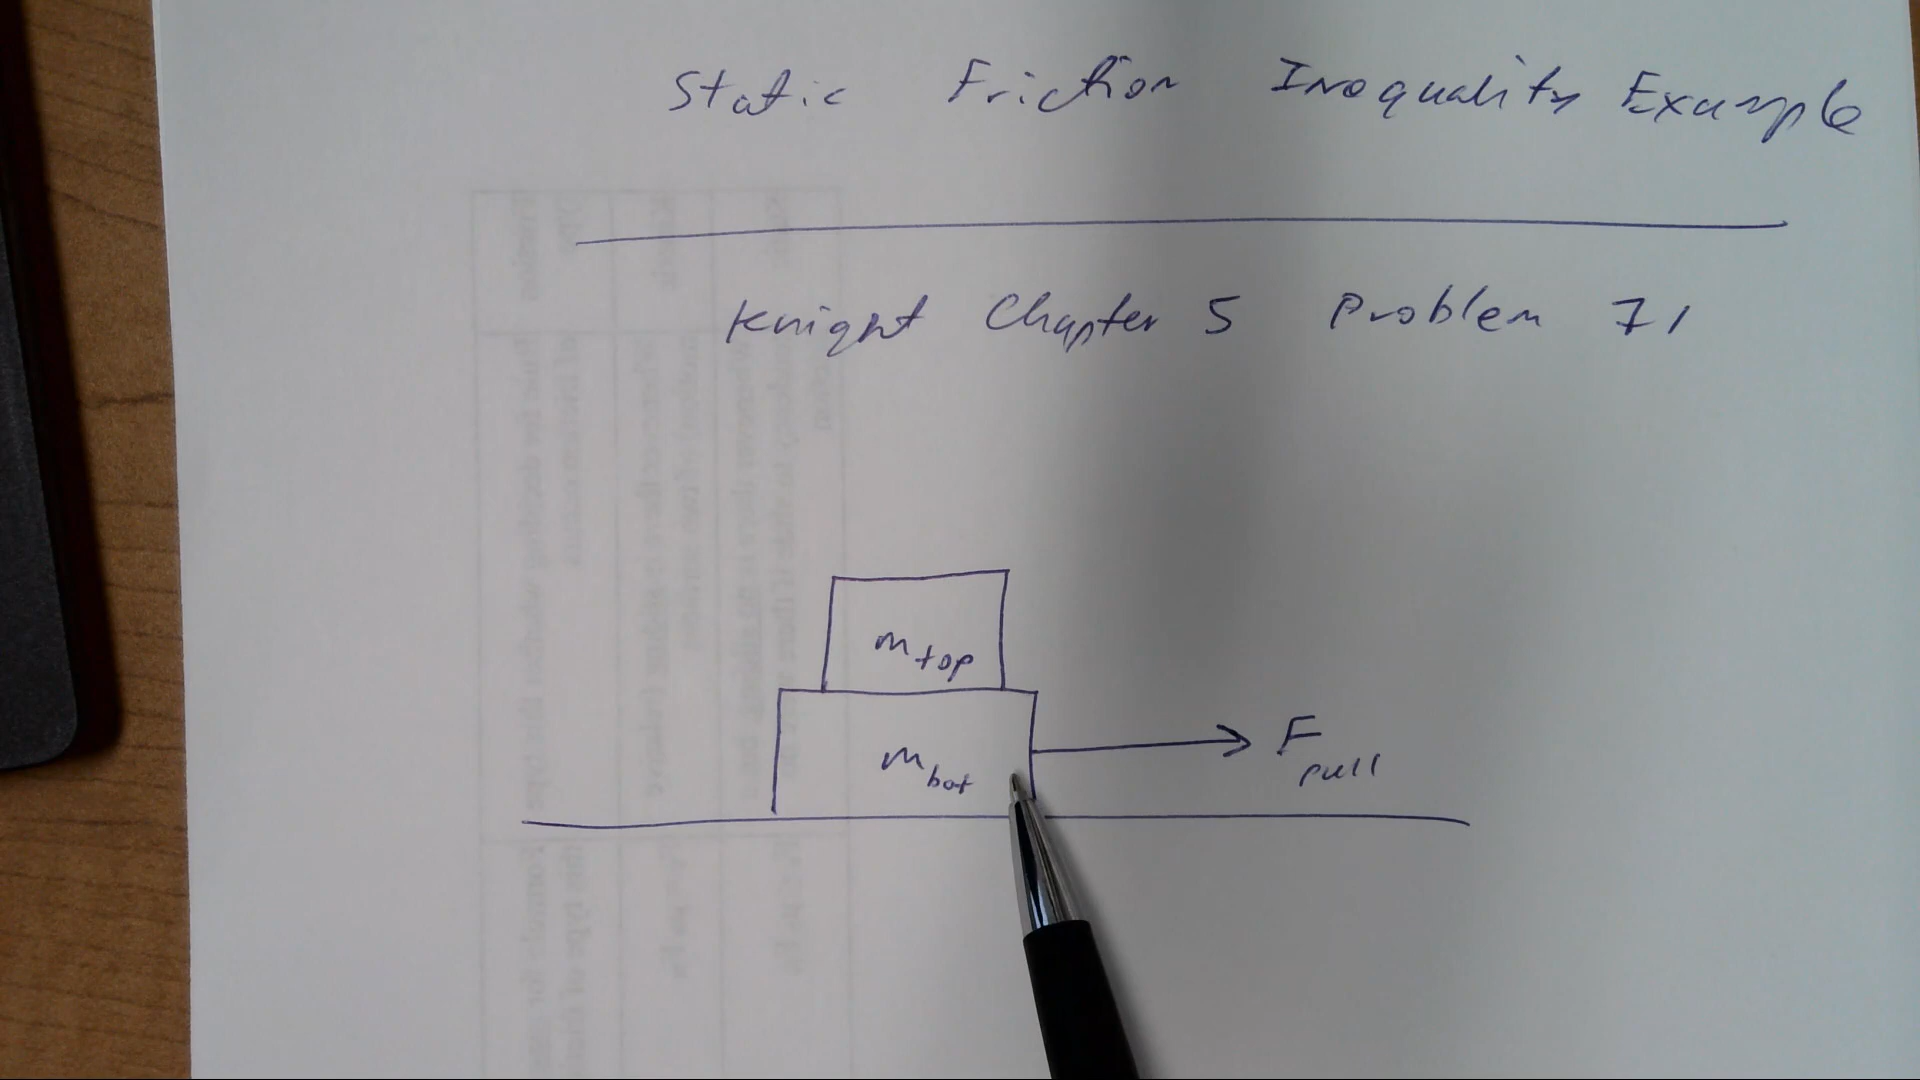 Static Friction Inequality Example
Knight Chapter 5 Problem 71
m top
m bot
F pull